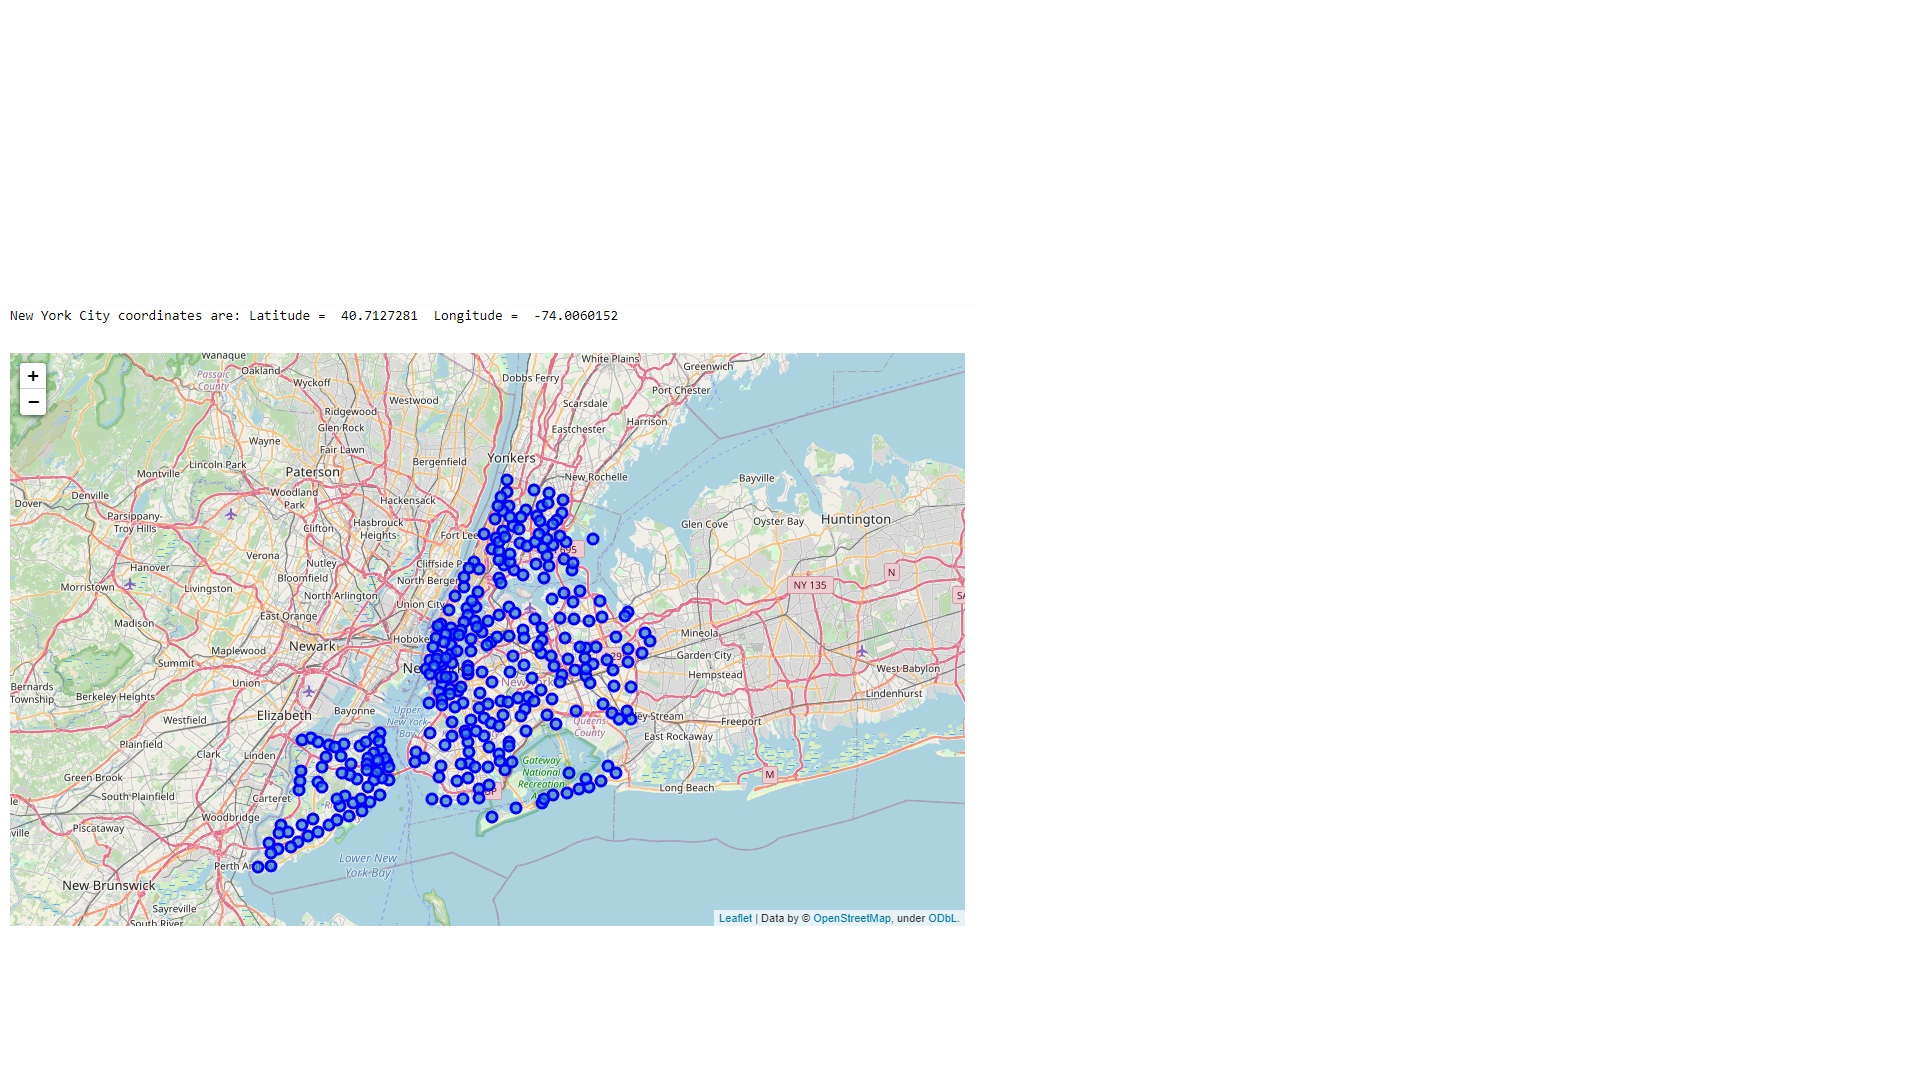 New York City coordinates are: Latitude =  40.7127281  Longitude =  -74.0060152
+
−
Wanaque
Oakland
White Plains
Greenwich
Passaic
County
Wyckoff
Dobbs Ferry
Port Chester
Westwood
Scarsdale
Ridgewood
Glen Rock
Harrison
Eastchester
Wayne
Fair Lawn
Bergenfield
Yonkers
Lincoln Park
Montville
Paterson
New Rochelle
Bayville
Woodland
Park
Denville
Hackensack
Dover
Parsippany-
Troy Hills
Clifton
Hasbrouck
Heights
Fort Lee
Glen Cove
Oyster Bay
Huntington
Verona
Nutley
Hanover
Cliffside P
Bloomfield
North Bergen
N
Morristown
Livingston
NY 135
North Arlington
Union City
SA
East Orange
Madison
Hoboke
Mineola
Newark
Maplewood
Garden City
Summit
Ne
West Babylon
Hempstead
Union
Bernards
Township
Berkeley Heights
Lindenhurst
Elizabeth
Bayonne
Upper
New York
Bay
Westfield
Queens
County
ey Stream
Freeport
East Rockaway
Plainfield
Clark
Linden
Gateway
National
Recreation
Green Brook
M
Long Beach
South Plainfield
Carteret
Woodbridge
ville
Piscataway
Perth Am
Lower New
York Bay
New Brunswick
Sayreville
South River
Leaflet | Data by © OpenStreetMap, under ODbL.